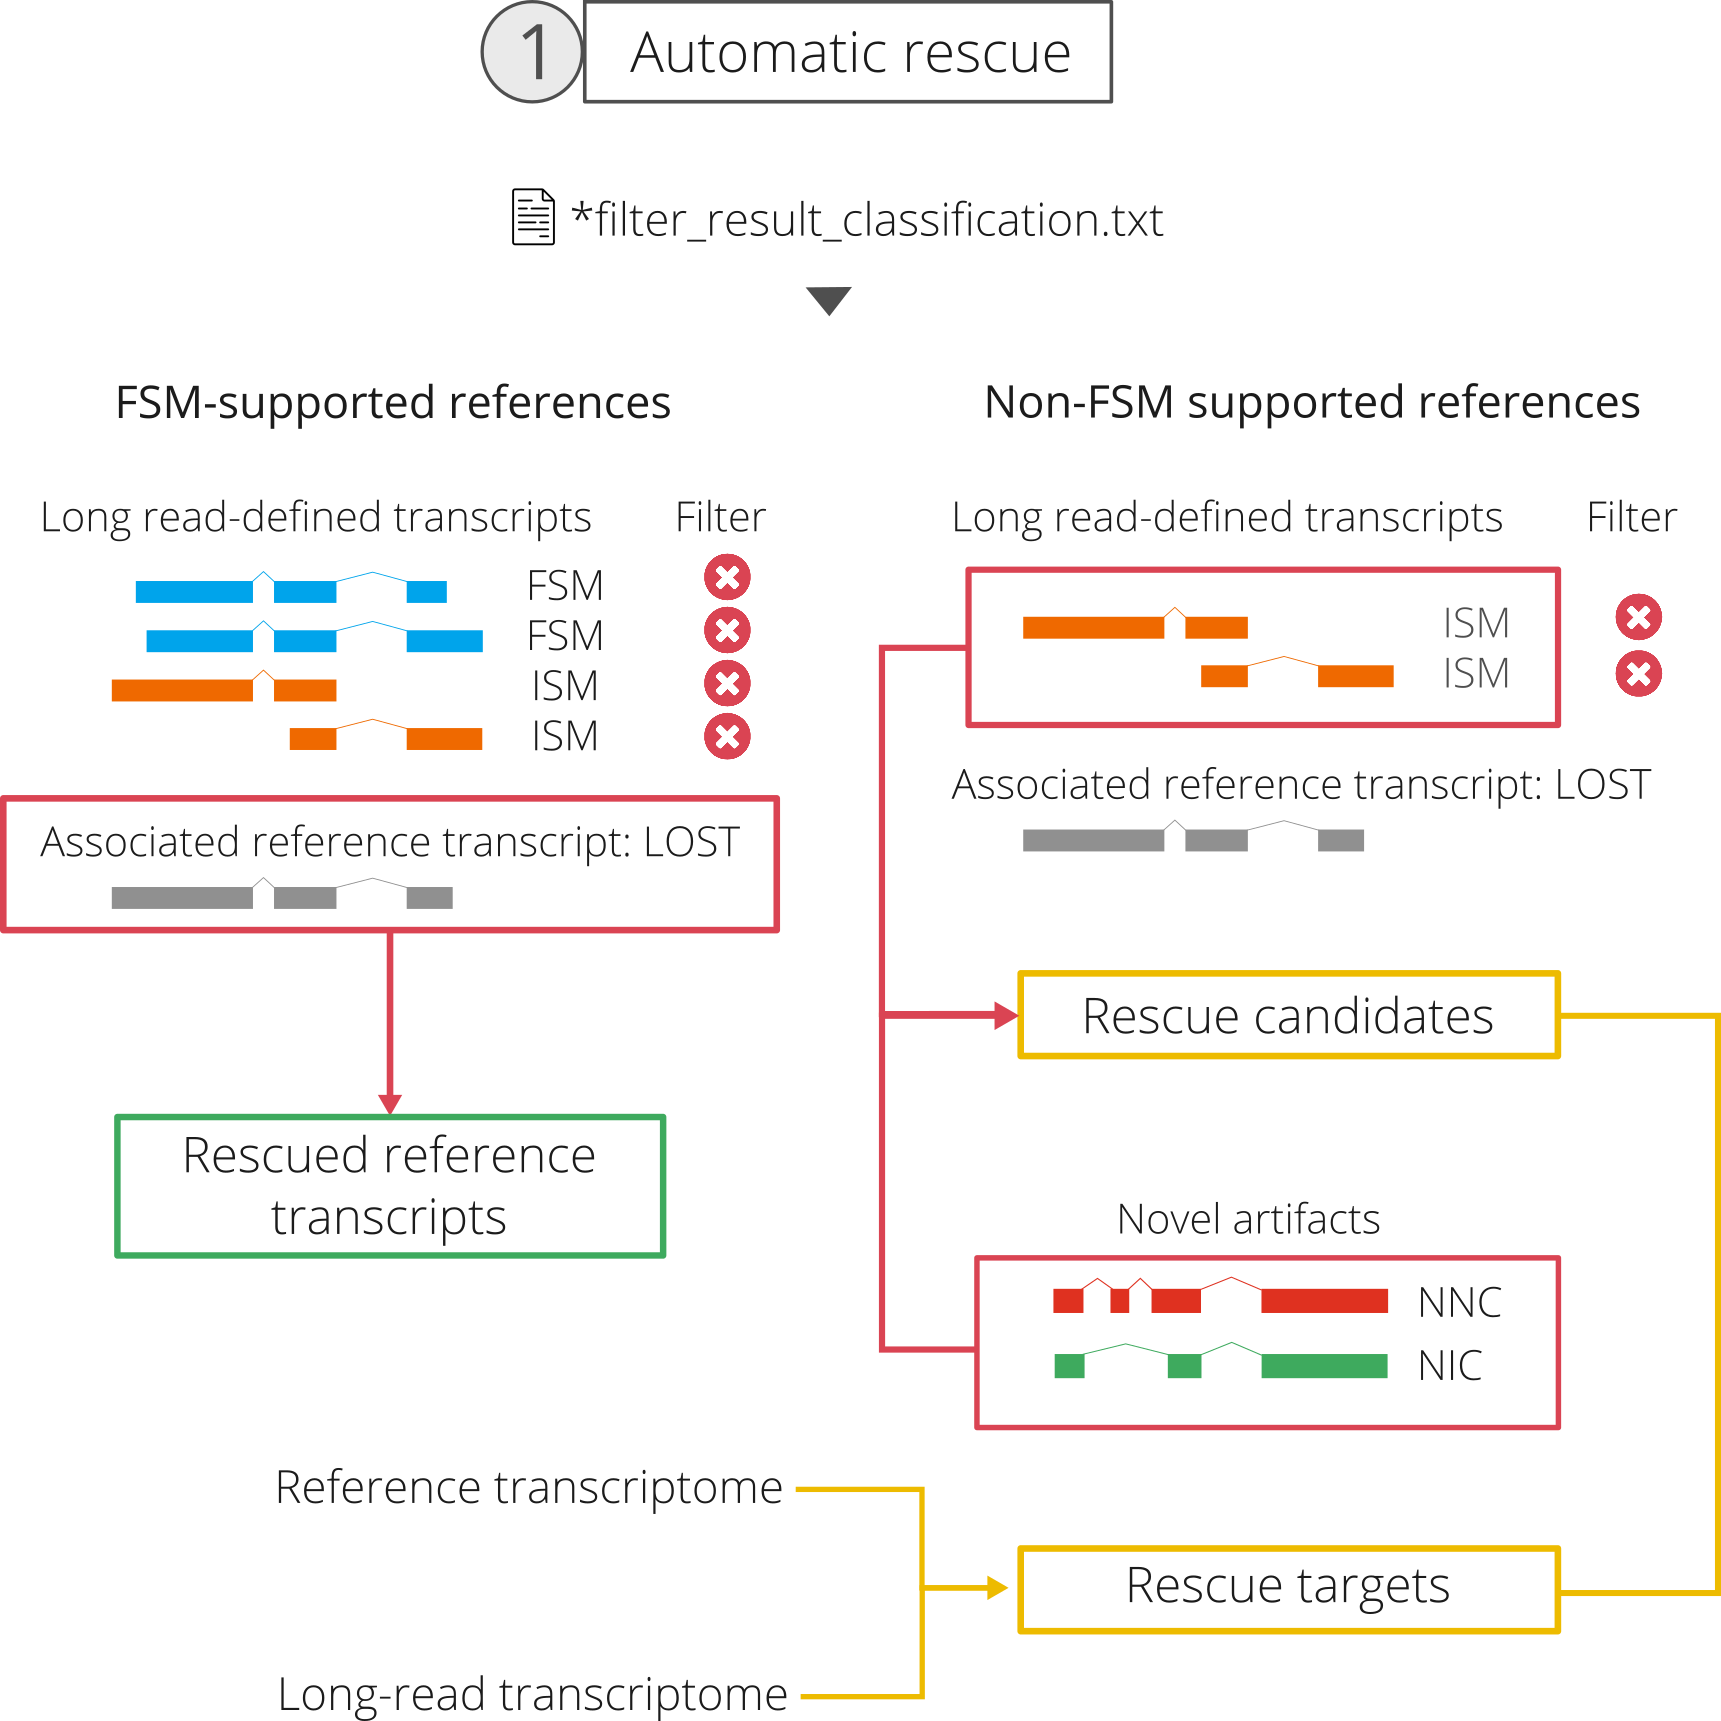 1
Automatic rescue
*filter_result_classification.txt
FSM-supported references
Long read-defined transcripts Filter
FSM
FSM
ISM
ISM
Associated reference transcript: LOST
Rescued reference
transcripts
Non-FSM supported references
Long read-defined transcripts Filter
ISM
ISM
Associated reference transcript: LOST
Rescue candidates
Novel artifacts
NNC
NIC
Reference transcriptome
Long-read transcriptome
Rescue targets